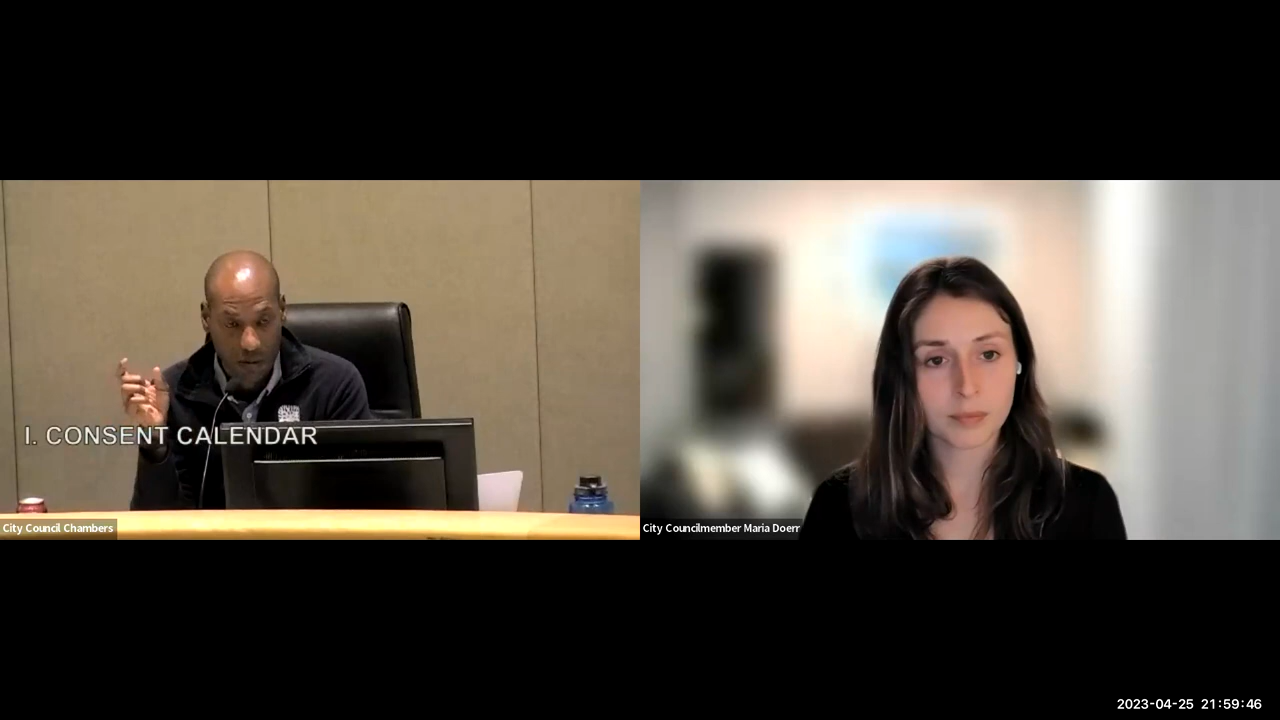 I. CONSENT CALENDAR
City Council Chambers
City Councilmember Maria Doerr
2023-04-25 21:59:46